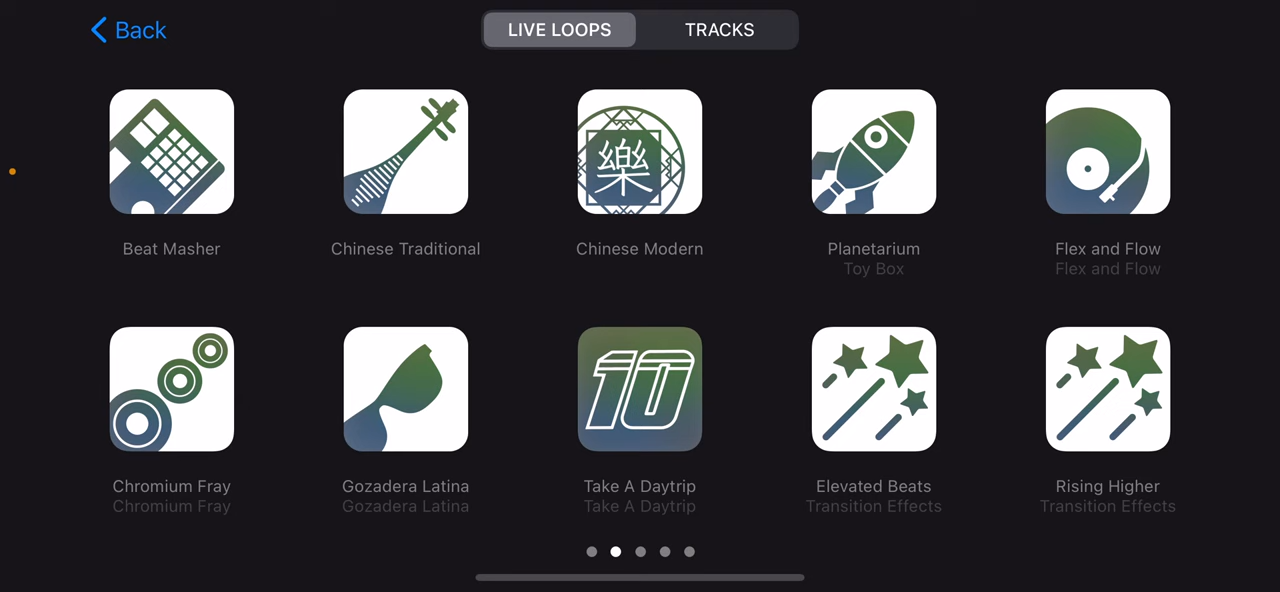 Back
LIVE LOOPS
TRACKS
樂
Beat Masher
Chinese Traditional
Chinese Modern
Planetarium
Toy Box
Flex and Flow
Flex and Flow
10
Chromium Fray
Chromium Fray
Gozadera Latina
Gozadera Latina
Take A Daytrip
Take A Daytrip
Elevated Beats
Transition Effects
Rising Higher
Transition Effects